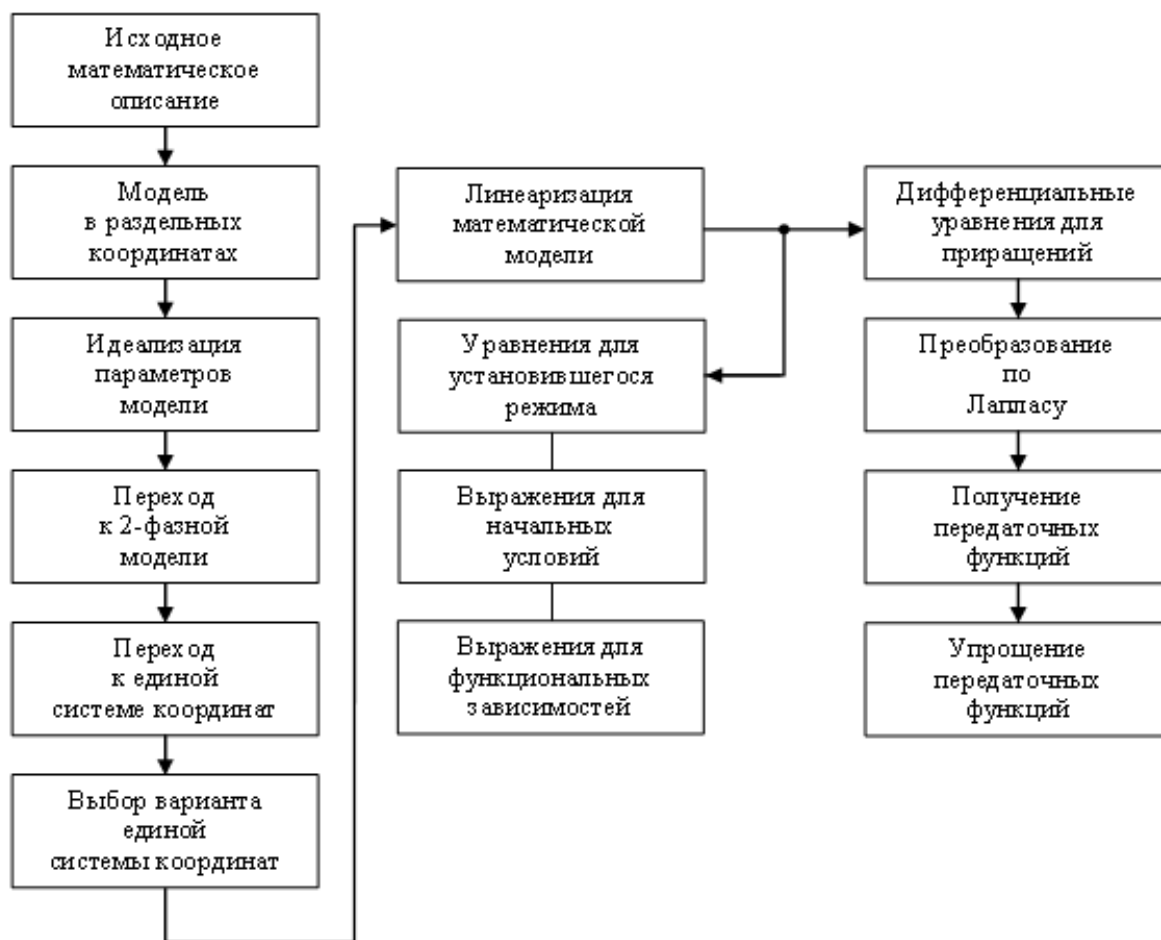 Исходное
математическое
описание
Модель
в раздельных
координатах
Идеализация
параметров
модели
Переход
к 2-фазной
модели
Переход
к единой
системе координат
Выбор варианта
единой
системы координат
Линеаризация
математической
модели
Уравнения для
установившегося
режима
Выражения для
начальных
условий
Выражения для
функциональных
зависимостей
Дифференциальные
уравнения для
приращений
Преобразование
по
Лапласу
Получение
передаточных
функций
Упрощение
передаточных
функций